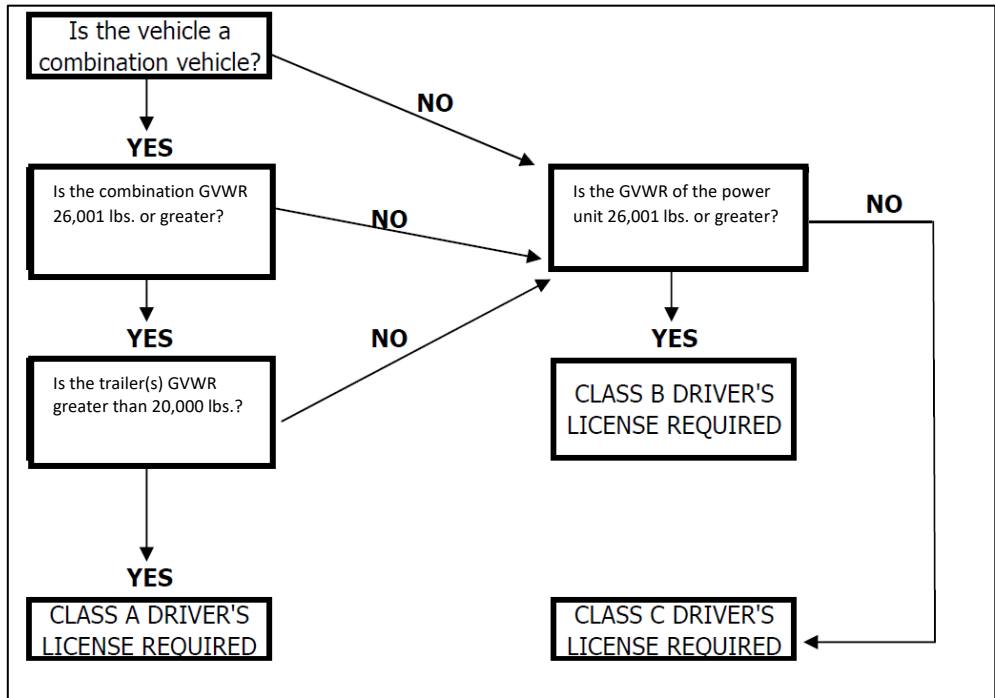 Is the vehicle a
combination vehicle?
NO
YES
Is the combination GVWR
26,001 lbs. or greater?
NO
Is the GVWR of the power
unit 26,001 lbs. or greater?
NO
YES
Is the trailer(s) GVWR
greater than 20,000 lbs.?
NO
YES
CLASS B DRIVER'S
LICENSE REQUIRED
YES
CLASS A DRIVER'S
LICENSE REQUIRED
CLASS C DRIVER'S
LICENSE REQUIRED